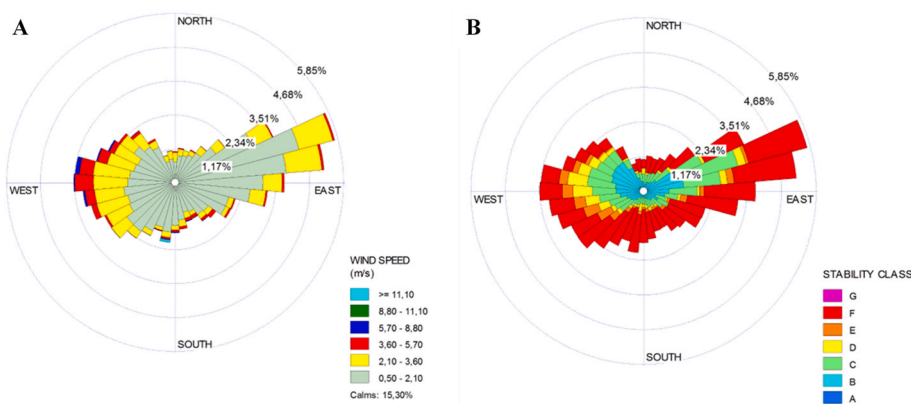 A
NORTH
5,85%
4,68%
3,51%
2,34%
1,17%
WEST
EAST
SOUTH
WIND SPEED
(m/s)
>= 11,10
8,80 - 11,10
5,70 - 8,80
3,60 - 5,70
2,10 - 3,60
0,50 - 2,10
Calms: 15,30%
B
NORTH
5,85%
4,68%
3,51%
2,34%
1,17%
WEST
EAST
SOUTH
STABILITY CLASS
G
F
E
D
C
B
A